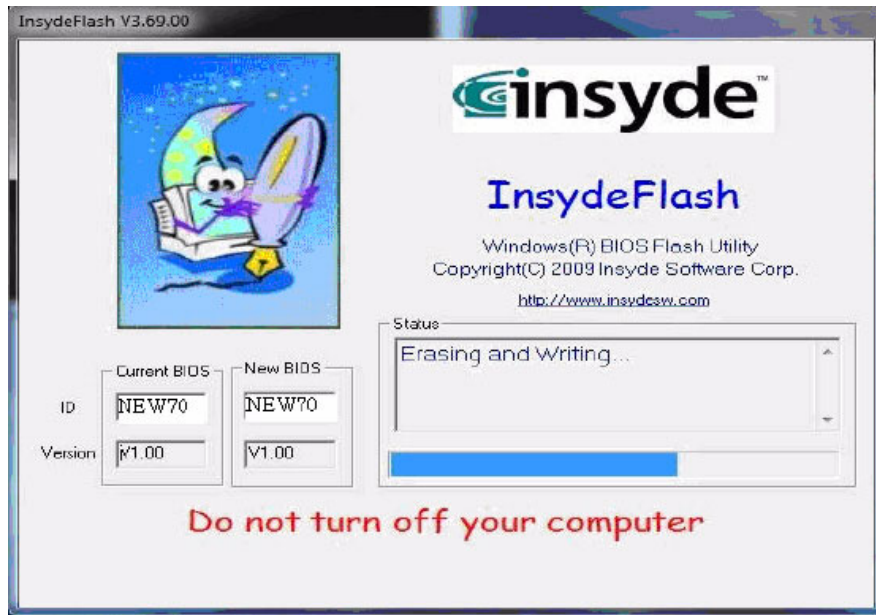 InsydeFlash V3.69.00
insyde™
InsydeFlash
Windows(R) BIOS Flash Utility
Copyright(C) 2009 Insyde Software Corp.
http://www.insydesw.com
Status
Erasing and Writing...
Current BIOS
New BIOS
ID
NEW70
NEW70
Version
V1.00
V1.00
Do not turn off your computer